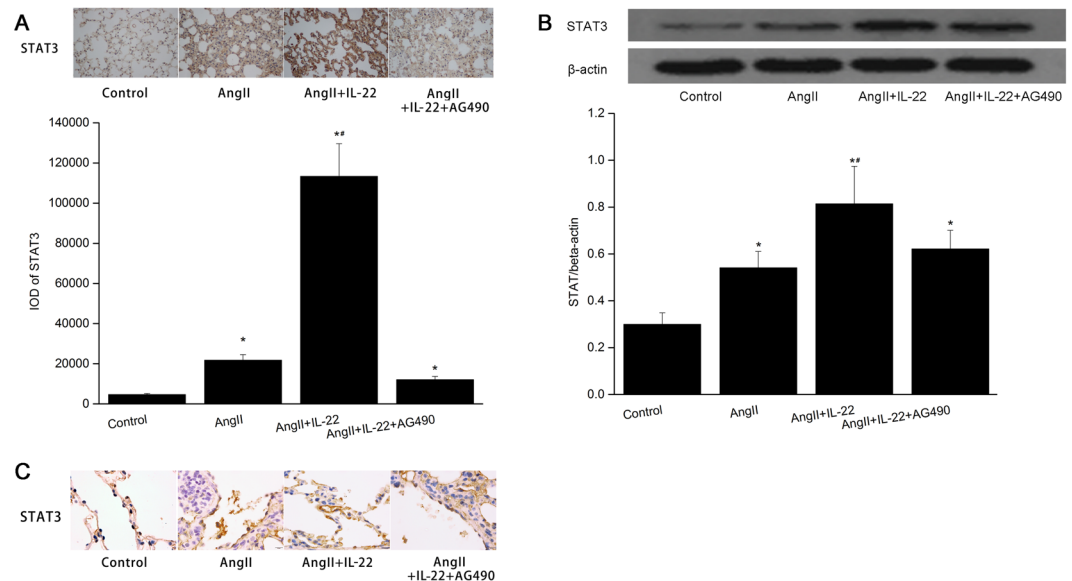 A
STAT3
Control
AngII
AngII+IL-22
AngII
+IL-22+AG490
140000
120000
100000
80000
60000
40000
20000
0
IOD of STAT3
*
*#
*
Control
AngII
AngII+IL-22
AngII+IL-22+AG490
B
STAT3
β-actin
Control
AngII
AngII+IL-22
AngII+IL-22+AG490
1.2
1.0
0.8
0.6
0.4
0.2
0.0
STAT/beta-actin
*
*#
*
Control
AngII
AngII+IL-22
AngII+IL-22+AG490
C
STAT3
Control
AngII
AngII+IL-22
AngII
+IL-22+AG490